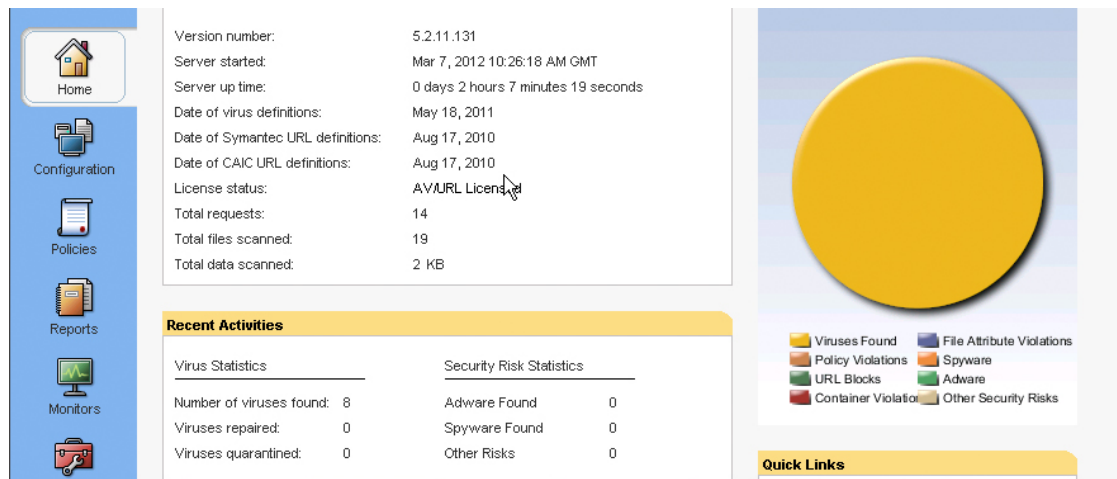 Home
Configuration
Policies
Reports
Monitors
Version number: 5.2.11.131
Server started: Mar 7, 2012 10:26:18 AM GMT
Server up time: 0 days 2 hours 7 minutes 19 seconds
Date of virus definitions: May 18, 2011
Date of Symantec URL definitions: Aug 17, 2010
Date of CAIC URL definitions: Aug 17, 2010
License status: AV/URL Licensed
Total requests: 14
Total files scanned: 19
Total data scanned: 2 KB
Recent Activities
Virus Statistics Security Risk Statistics
Number of viruses found: 8 Adware Found 0
Viruses repaired: 0 Spyware Found 0
Viruses quarantined: 0 Other Risks 0
Viruses Found File Attribute Violations
Policy Violations Spyware
URL Blocks Adware
Container Violation Other Security Risks
Quick Links